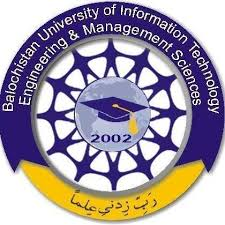 Balochistan University of Information Technology
Engineering & Management Sciences
2002
رَبِّ زِدْنِي عِلْمًا